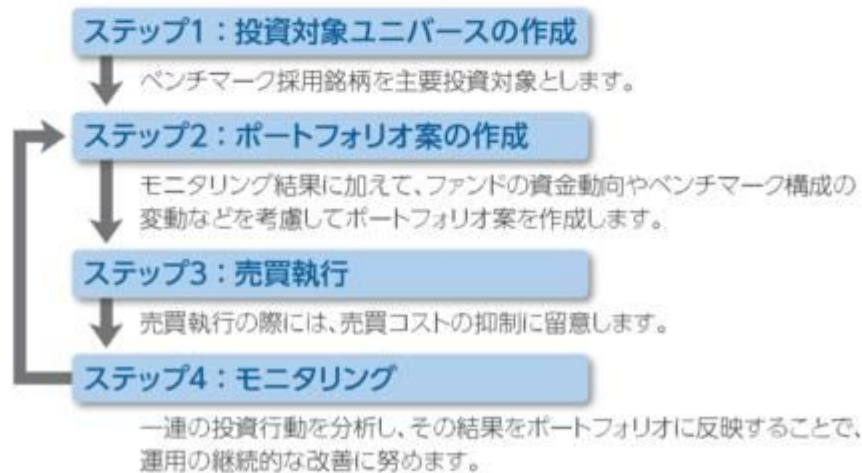 ステップ1：投資対象ユニバースの作成
ベンチマーク採用銘柄を主要投資対象とします。
ステップ2：ポートフォリオ案の作成
モニタリング結果に加えて、ファンドの資金動向やベンチマーク構成の
変動などを考慮してポートフォリオ案を作成します。
ステップ3：売買執行
売買執行の際には、売買コストの抑制に留意します。
ステップ4：モニタリング
一連の投資行動を分析し、その結果をポートフォリオに反映することで、
運用の継続的な改善に努めます。